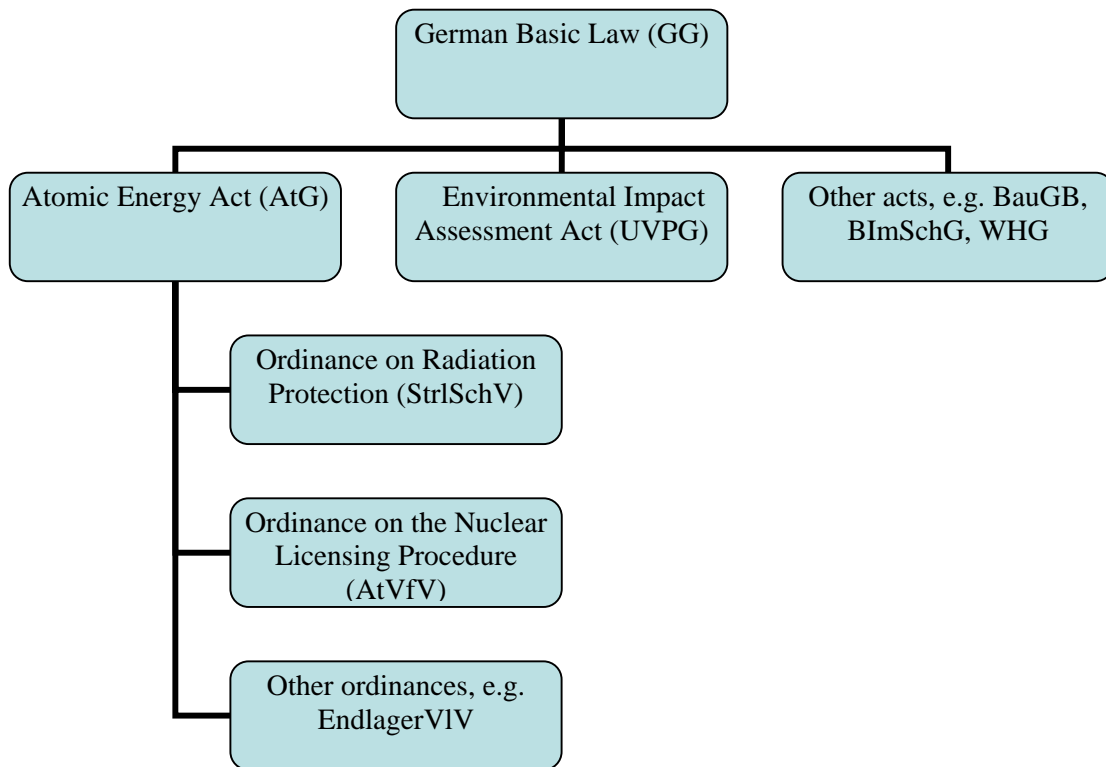 German Basic Law (GG)
Atomic Energy Act (AtG)
Environmental Impact
Assessment Act (UVPG)
Other acts, e.g. BauGB,
BImSchG, WHG
Ordinance on Radiation
Protection (StrlSchV)
Ordinance on the Nuclear
Licensing Procedure
(AtVfV)
Other ordinances, e.g.
EndlagerVlV